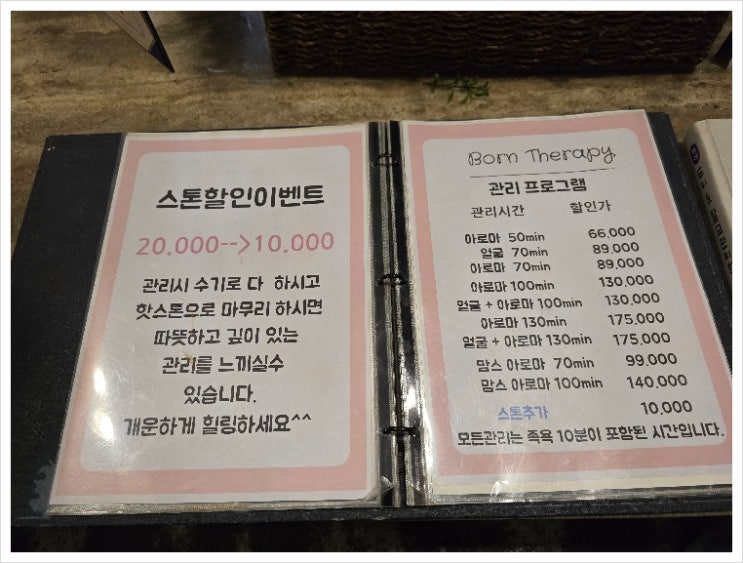 스톤할인이벤트
20.000-->10.000
관리시 수기로 다 하시고
핫스톤으로 마무리 하시면
따뜻하고 깊이 있는
관리를 느끼실수
있습니다.
개운하게 힐링하세요^^
Born Therapy
관리 프로그램
관리시간 할인가
아로마 50min 66,000
얼굴 70min 89,000
아로마 70min 89,000
아로마 100min 130,000
얼굴 + 아로마 100min 130,000
아로마 130min 175,000
얼굴 + 아로마 130min 175,000
맘스 아로마 70min 99,000
맘스 아로마 100min 140,000
스톤추가 10,000
모든관리는 족욕 10분이 포함된 시간입니다.